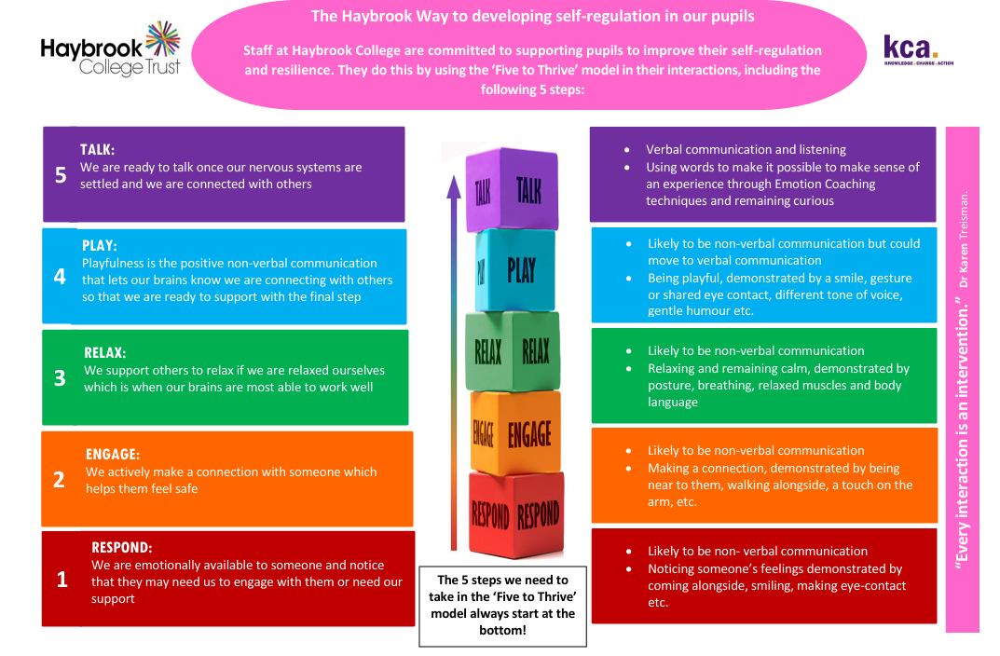 The Haybrook Way to developing self-regulation in our pupils
Haybrook
College Trust
Staff at Haybrook College are committed to supporting pupils to improve their self-regulation
and resilience. They do this by using the ‘Five to Thrive’ model in their interactions, including the
following 5 steps:
kca.
KNOWLEDGE.CHANGE.ACTION
5
TALK:
We are ready to talk once our nervous systems are
settled and we are connected with others
4
PLAY:
Playfulness is the positive non-verbal communication
that lets our brains know we are connecting with others
so that we are ready to support with the final step
3
RELAX:
We support others to relax if we are relaxed ourselves
which is when our brains are most able to work well
2
ENGAGE:
We actively make a connection with someone which
helps them feel safe
1
RESPOND:
We are emotionally available to someone and notice
that they may need us to engage with them or need our
support
TALK TALK
PLAY PLAY
RELAX RELAX
ENGAGE ENGAGE
RESPOND RESPOND
The 5 steps we need to
take in the ‘Five to Thrive’
model always start at the
bottom!
• Verbal communication and listening
• Using words to make it possible to make sense of
an experience through Emotion Coaching
techniques and remaining curious
• Likely to be non-verbal communication but could
move to verbal communication
• Being playful, demonstrated by a smile, gesture
or shared eye contact, different tone of voice,
gentle humour etc.
• Likely to be non-verbal communication
• Relaxing and remaining calm, demonstrated by
posture, breathing, relaxed muscles and body
language
• Likely to be non-verbal communication
• Making a connection, demonstrated by being
near to them, walking alongside, a touch on the
arm, etc.
• Likely to be non- verbal communication
• Noticing someone’s feelings demonstrated by
coming alongside, smiling, making eye-contact
etc.
“Every interaction is an intervention.” Dr Karen Treisman.